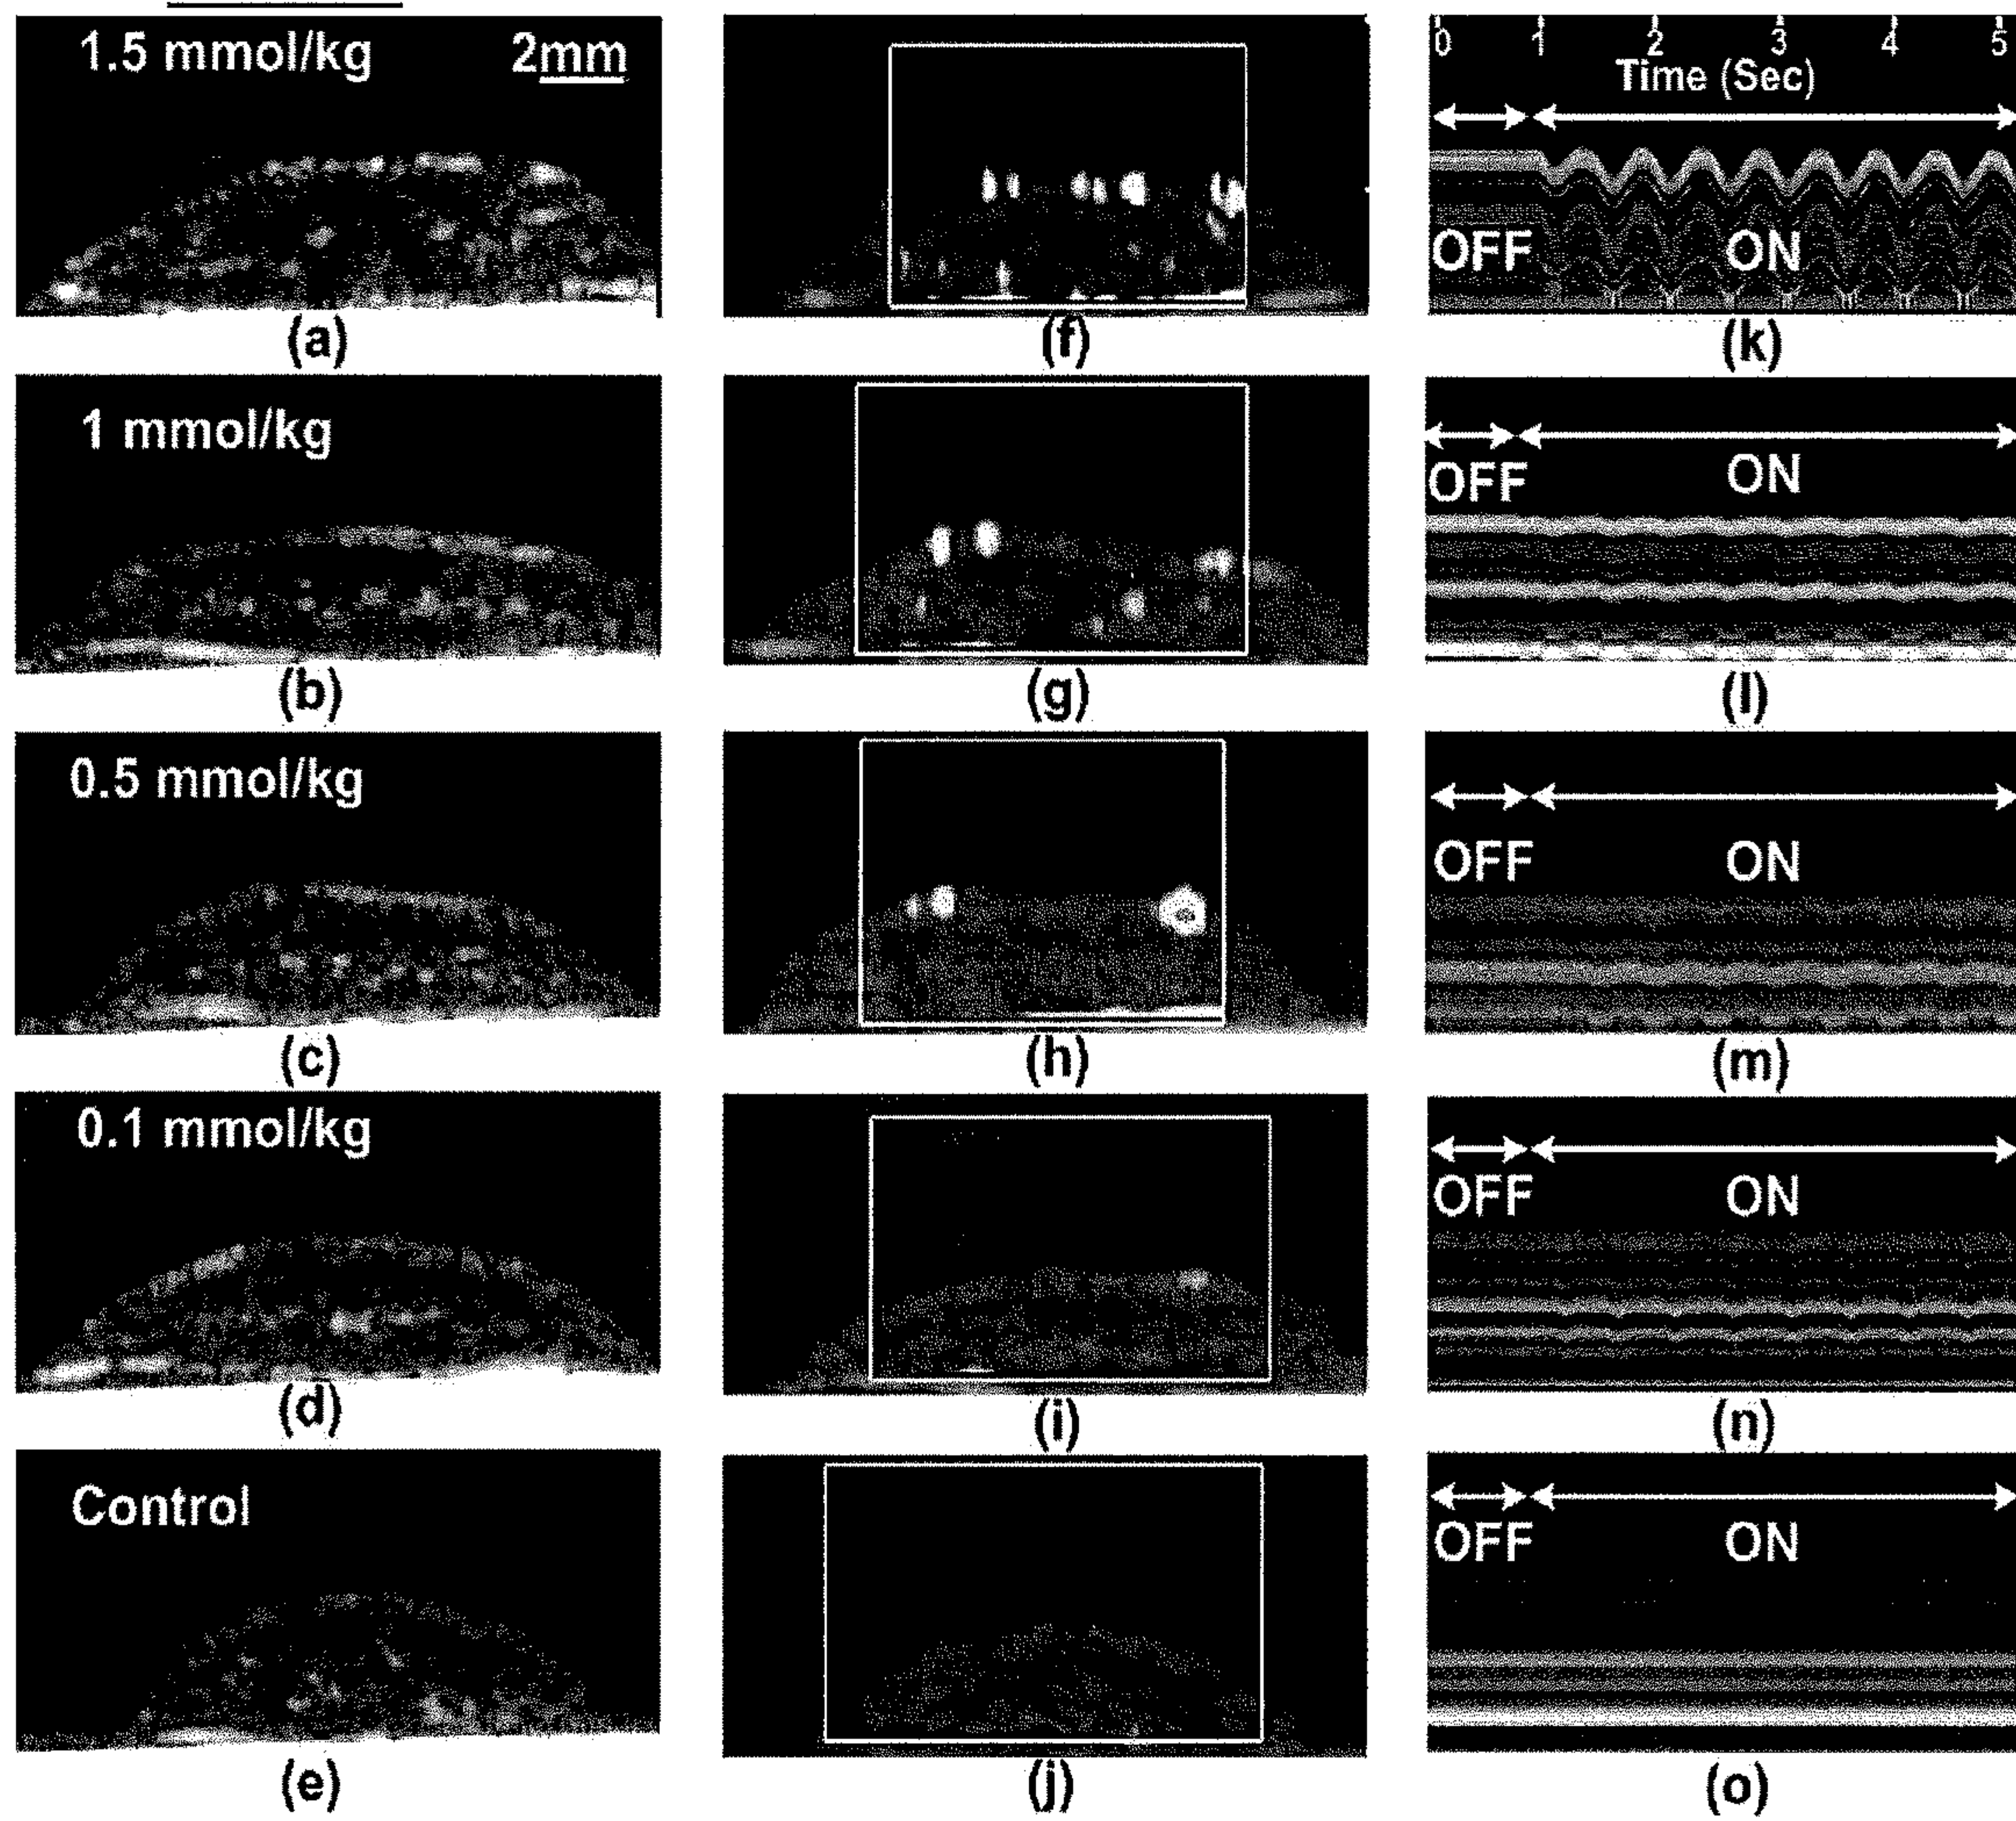 1.5 mmol/kg 2mm
0 1 2 3 4 5
Time (Sec)
OFF ON
(a) (f) (k)
1 mmol/kg
OFF ON
(b) (g) (l)
0.5 mmol/kg
OFF ON
(c) (h) (m)
0.1 mmol/kg
OFF ON
(d) (i) (n)
Control
OFF ON
(e) (j) (o)